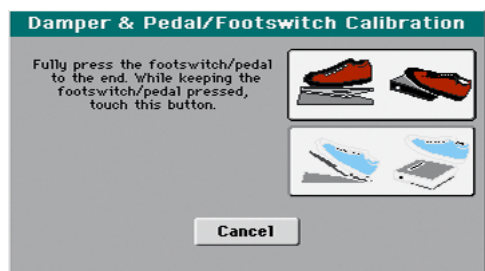 Damper & Pedal/Footswitch Calibration
Fully press the footswitch/pedal
to the end. While keeping the
footswitch/pedal pressed,
touch this button.
Cancel